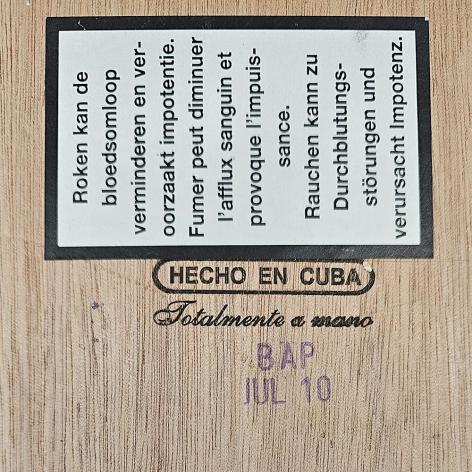 Roken kan de
bloedsomloop
verminderen en ver-
oorzaakt impotentie.
Fumer peut diminuer
l'afflux sanguin et
provoque l'impuis-
sance.
Rauchen kann zu
Durchblutungs-
störungen und
verursacht Impotenz.
HECHO EN CUBA
Totalmente a mano
BAP
JUL 10